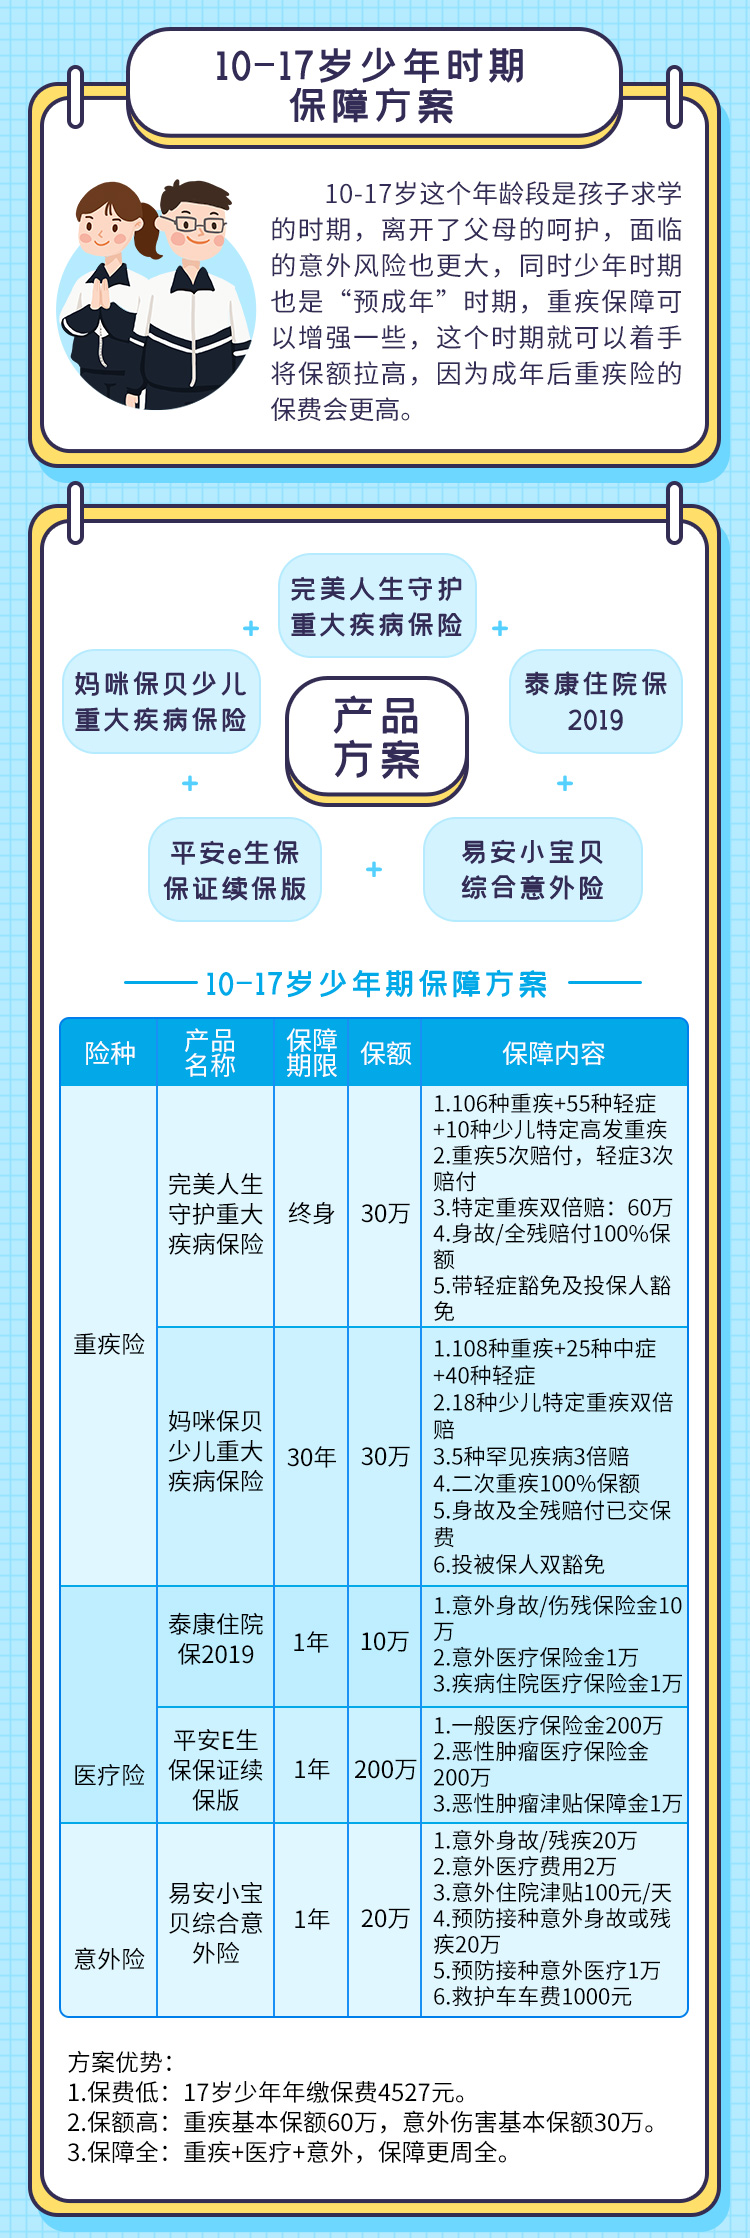 10-17岁少年时期
保障方案
10-17岁这个年龄段是孩子求学
的时期，离开了父母的呵护，面临
的意外风险也更大，同时少年时期
也是“预成年”时期，重疾保障可
以增强一些，这个时期就可以着手
将保额拉高，因为成年后重疾险的
保费会更高。
完美人生守护
重大疾病保险
+
+
妈咪保贝少儿
重大疾病保险
产品
方案
泰康住院保
2019
+
+
平安e生保
保证续保版
+
易安小宝贝
综合意外险
10-17岁少年期保障方案
险种
产品
名称
保障
期限
保额
保障内容
重疾险
完美人生
守护重大
疾病保险
终身
30万
1.106种重疾+55种轻症
+10种少儿特定高发重疾
2.重疾5次赔付，轻症3次
赔付
3.特定重疾双倍赔：60万
4.身故/全残赔付100%保
额
5.带轻症豁免及投保人豁
免
妈咪保贝
少儿重大
疾病保险
30年
30万
1.108种重疾+25种中症
+40种轻症
2.18种少儿特定重疾双倍
赔
3.5种罕见疾病3倍赔
4.二次重疾100%保额
5.身故及全残赔付已交保
费
6.投被保人双豁免
医疗险
泰康住院
保2019
1年
10万
1.意外身故/伤残保险金10
万
2.意外医疗保险金1万
3.疾病住院医疗保险金1万
平安E生
保保证续
保版
1年
200万
1.一般医疗保险金200万
2.恶性肿瘤医疗保险金
200万
3.恶性肿瘤津贴保障金1万
意外险
易安小宝
贝综合意
外险
1年
20万
1.意外身故/残疾20万
2.意外医疗费用2万
3.意外住院津贴100元/天
4.预防接种意外身故或残
疾20万
5.预防接种意外医疗1万
6.救护车车费1000元
方案优势：
1.保费低：17岁少年年缴保费4527元。
2.保额高：重疾基本保额60万，意外伤害基本保额30万。
3.保障全：重疾+医疗+意外，保障更周全。